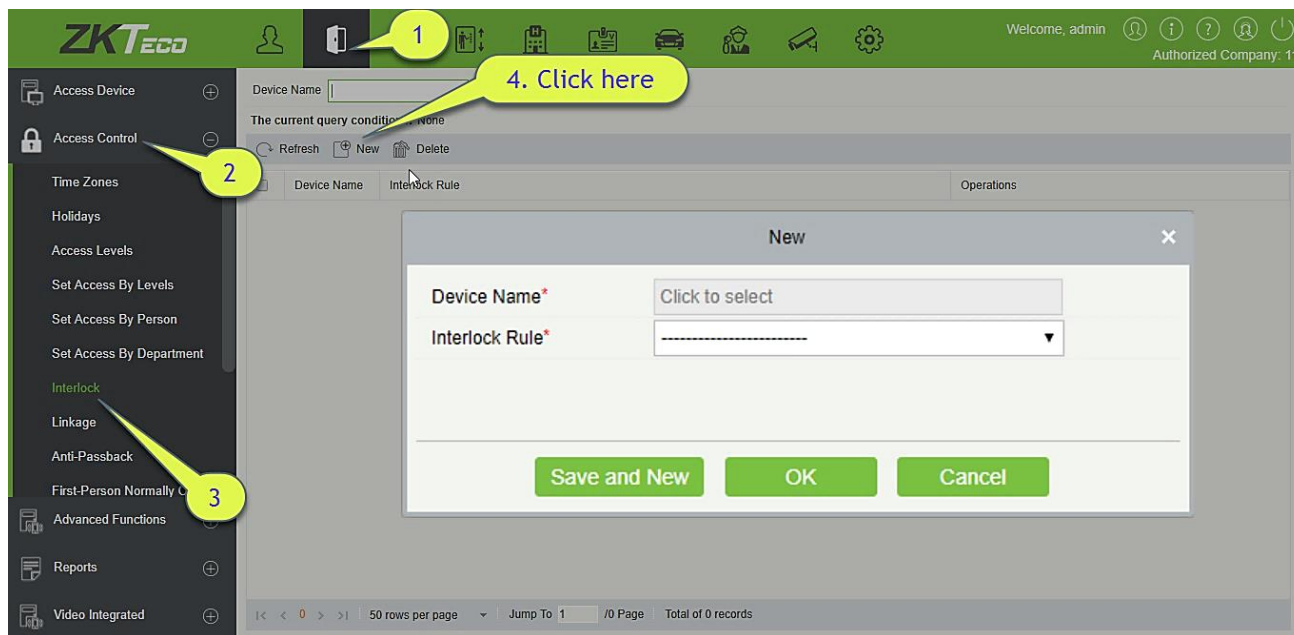 ZKTECO
1
Welcome, admin
Authorized Company: 1
Access Device
Device Name
4. Click here
The current query conditions: None
Access Control
2
Refresh New Delete
Time Zones
Device Name Interlock Rule Operations
Holidays
Access Levels
Set Access By Levels
Set Access By Person
Set Access By Department
Interlock
Linkage
Anti-Passback
First-Person Normally
3
Advanced Functions
Reports
Video Integrated
New
Device Name*
Click to select
Interlock Rule*
------------------------
Save and New OK Cancel
|< < 0 > >| 50 rows per page Jump To 1 /0 Page Total of 0 records